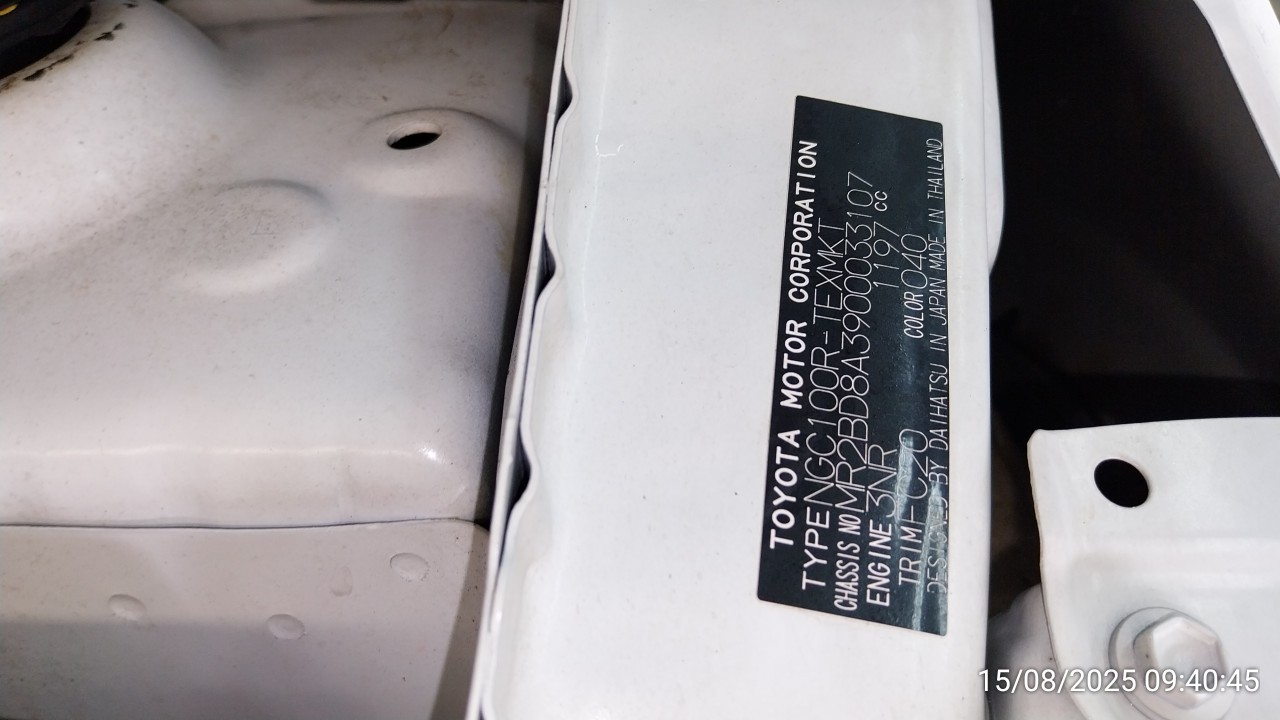 TOYOTA MOTOR CORPORATION
TYPE NGC100R-TEXMKT
CHASSIS NO MR2BD8A3900033107
ENGINE 3NR 1197 CC
TRIM FC20 COLOR 040
DESIGNED BY DAIHATSU IN JAPAN MADE IN THAILAND
15/08/2025 09:40:45